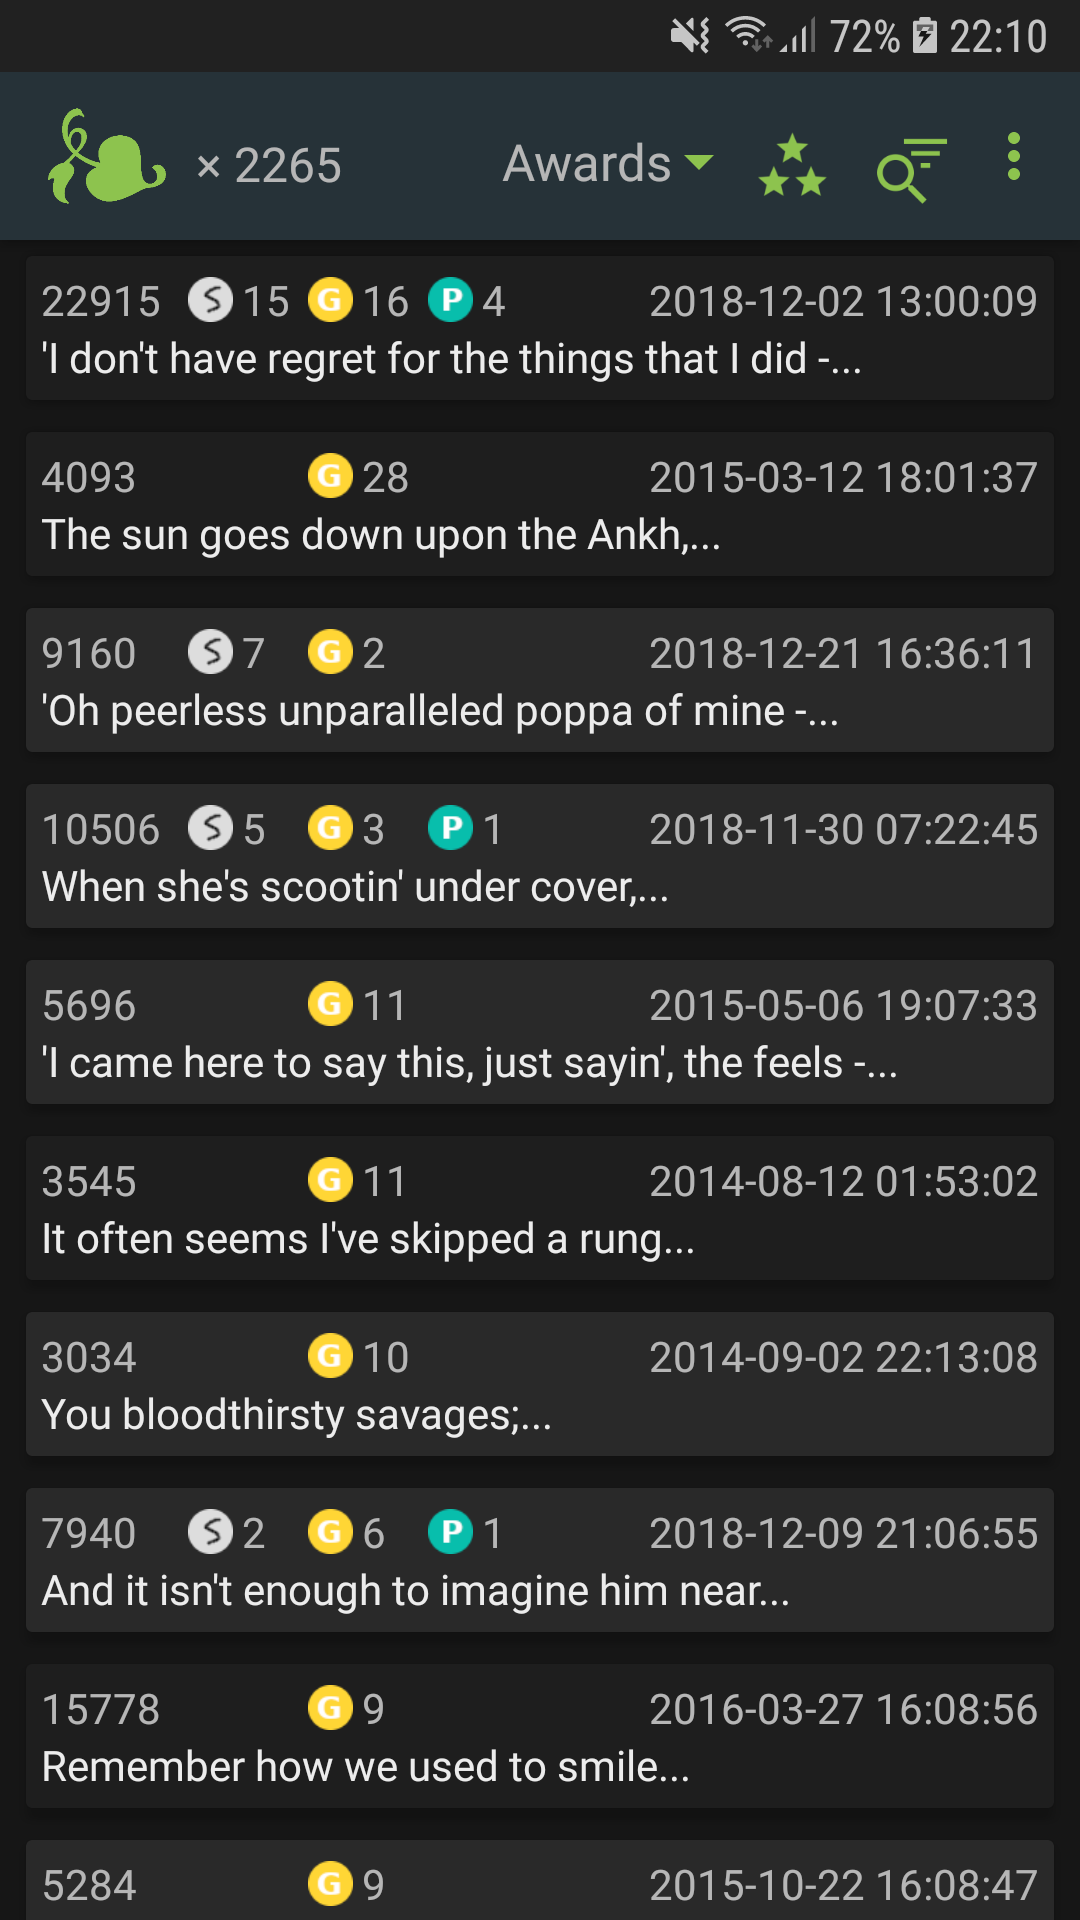 72% 22:10
× 2265 Awards
22915 S 15 G 16 P 4 2018-12-02 13:00:09
'I don't have regret for the things that I did -...
4093 G 28 2015-03-12 18:01:37
The sun goes down upon the Ankh,...
9160 S 7 G 2 2018-12-21 16:36:11
'Oh peerless unparalleled poppa of mine -...
10506 S 5 G 3 P 1 2018-11-30 07:22:45
When she's scootin' under cover,...
5696 G 11 2015-05-06 19:07:33
'I came here to say this, just sayin', the feels -...
3545 G 11 2014-08-12 01:53:02
It often seems I've skipped a rung...
3034 G 10 2014-09-02 22:13:08
You bloodthirsty savages;...
7940 S 2 G 6 P 1 2018-12-09 21:06:55
And it isn't enough to imagine him near...
15778 G 9 2016-03-27 16:08:56
Remember how we used to smile...
5284 G 9 2015-10-22 16:08:47